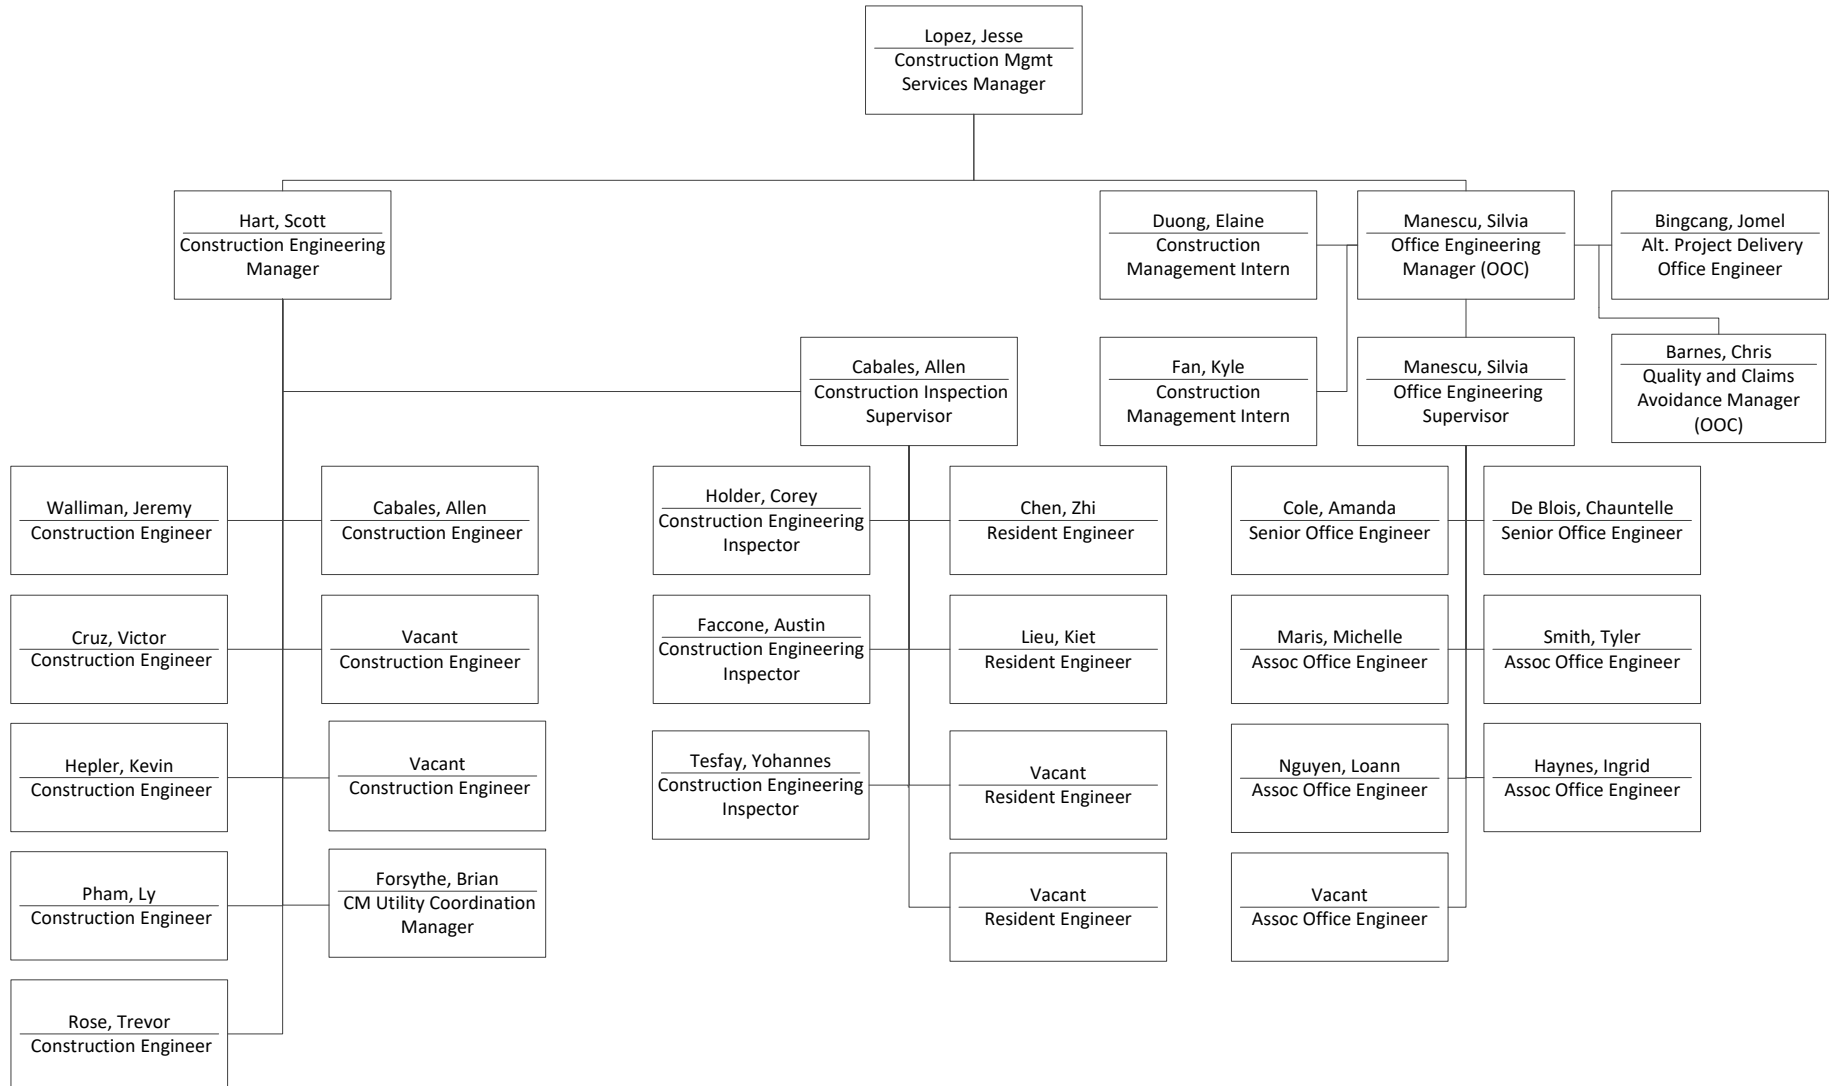 Lopez, Jesse
Construction Mgmt
Services Manager
Hart, Scott
Construction Engineering
Manager
Duong, Elaine
Construction
Management Intern
Manescu, Silvia
Office Engineering
Manager (OOC)
Bingcang, Jomel
Alt. Project Delivery
Office Engineer
Cabales, Allen
Construction Inspection
Supervisor
Fan, Kyle
Construction
Management Intern
Manescu, Silvia
Office Engineering
Supervisor
Barnes, Chris
Quality and Claims
Avoidance Manager
(OOC)
Walliman, Jeremy
Construction Engineer
Cabales, Allen
Construction Engineer
Holder, Corey
Construction Engineering
Inspector
Chen, Zhi
Resident Engineer
Cole, Amanda
Senior Office Engineer
De Blois, Chauntelle
Senior Office Engineer
Cruz, Victor
Construction Engineer
Vacant
Construction Engineer
Faccone, Austin
Construction Engineering
Inspector
Lieu, Kiet
Resident Engineer
Maris, Michelle
Assoc Office Engineer
Smith, Tyler
Assoc Office Engineer
Hepler, Kevin
Construction Engineer
Vacant
Construction Engineer
Tesfay, Yohannes
Construction Engineering
Inspector
Vacant
Resident Engineer
Nguyen, Loann
Assoc Office Engineer
Haynes, Ingrid
Assoc Office Engineer
Pham, Ly
Construction Engineer
Forsythe, Brian
CM Utility Coordination
Manager
Vacant
Resident Engineer
Vacant
Assoc Office Engineer
Rose, Trevor
Construction Engineer